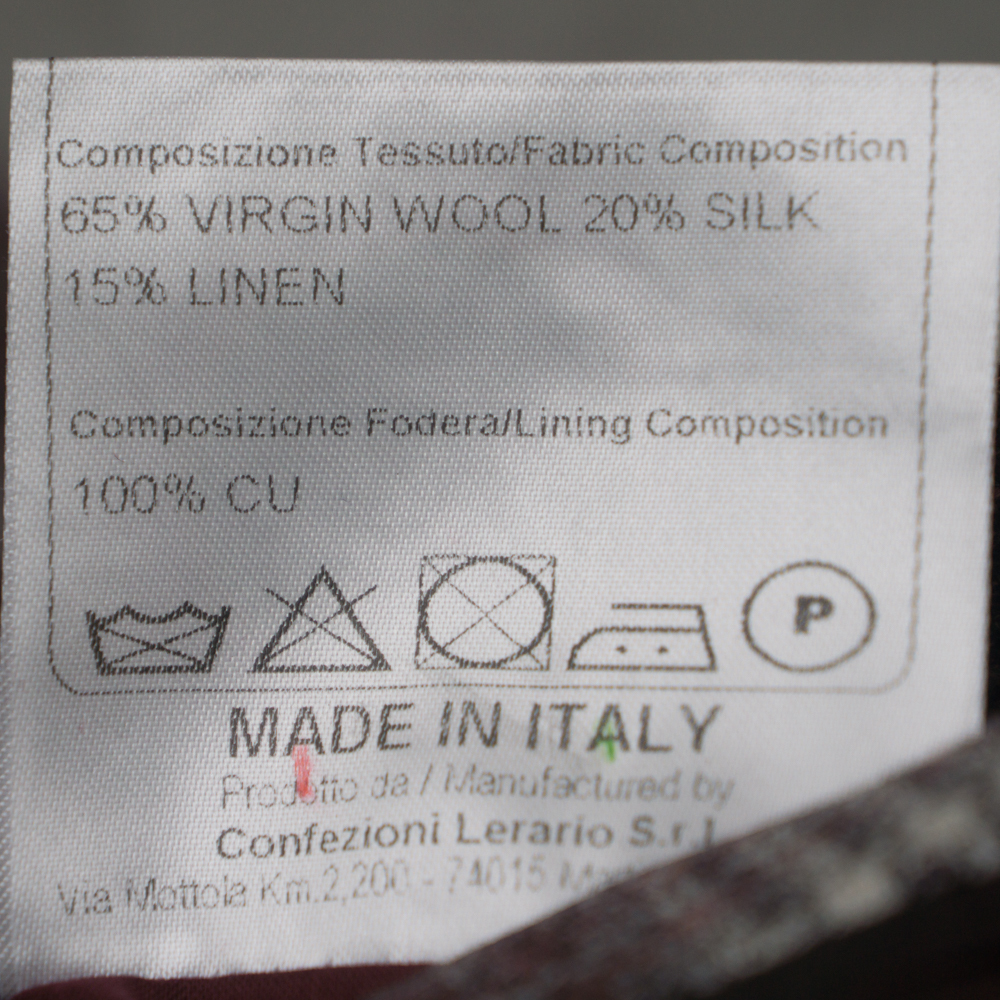 Composizione Tessuto/Fabric Composition
65% VIRGIN WOOL 20% SILK
15% LINEN
Composizione Fodera/Lining Composition
100% CU
P
MADE IN ITALY
Prodotto da / Manufactured by
Confezioni Lerario S.r.l
Via Mottola Km.2,200 - 74015